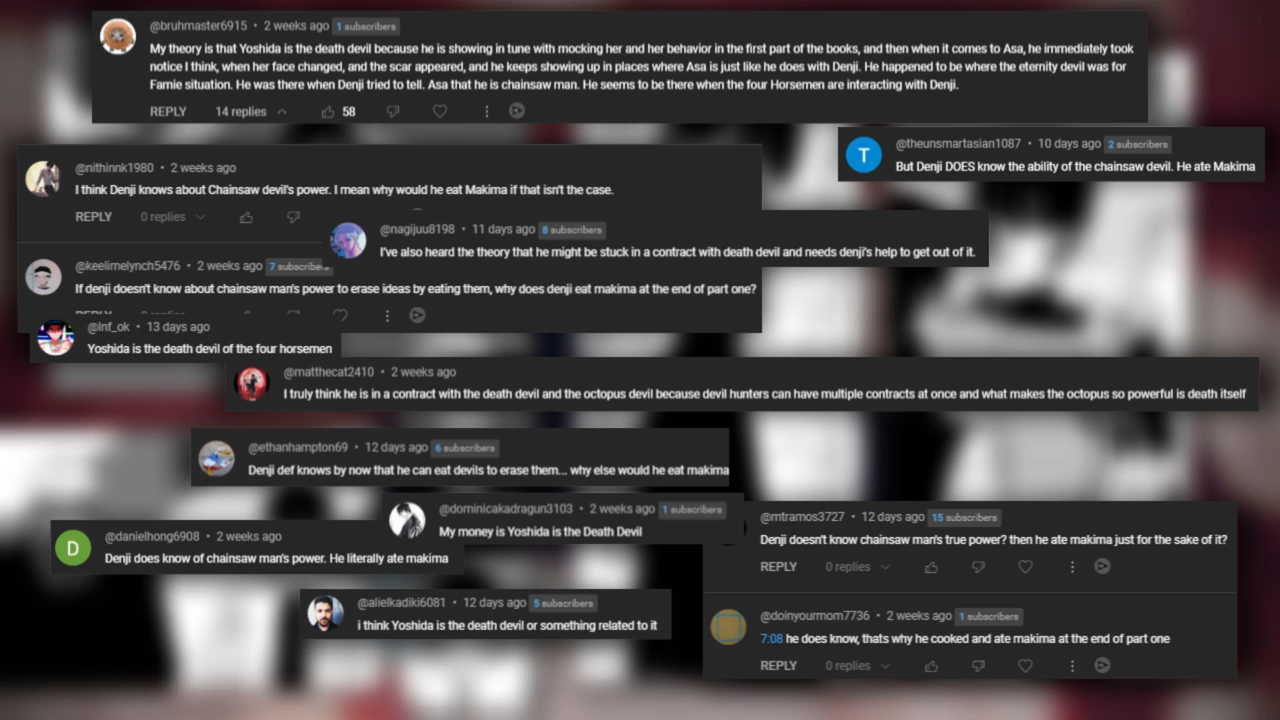 @bruhmaster6915 • 2 weeks ago 1 subscribers
My theory is that Yoshida is the death devil because he is showing in tune with mocking her and her behavior in the first part of the books, and then when it comes to Asa, he immediately took
notice I think, when her face changed, and the scar appeared, and he keeps showing up in places where Asa is just like he does with Denji. He happened to be where the eternity devil was for
Famie situation. He was there when Denji tried to tell. Asa that he is chainsaw man. He seems to be there when the four Horsemen are interacting with Denji.
REPLY 14 replies 58
T @theunsmartasian1087 • 10 days ago 2 subscribers
But Denji DOES know the ability of the chainsaw devil. He ate Makima
@nithinnk1980 • 2 weeks ago
I think Denji knows about Chainsaw devil's power. I mean why would he eat Makima if that isn't the case.
REPLY 0 replies
@nagijuu8198 • 11 days ago 8 subscribers
I've also heard the theory that he might be stuck in a contract with death devil and needs denji's help to get out of it.
@keelimelynch5476 • 2 weeks ago 7 subscribers
If denji doesn't know about chainsaw man's power to erase ideas by eating them, why does denji eat makima at the end of part one?
@lnf_ok • 13 days ago
Yoshida is the death devil of the four horsemen
@matthecat2410 • 2 weeks ago
I truly think he is in a contract with the death devil and the octopus devil because devil hunters can have multiple contracts at once and what makes the octopus so powerful is death itself
@ethanhampton69 • 12 days ago 6 subscribers
Denji def knows by now that he can eat devils to erase them... why else would he eat makima
@dominicakadragun3103 • 2 weeks ago 1 subscribers
My money is Yoshida is the Death Devil
@mtramos3727 • 12 days ago 15 subscribers
Denji doesn't know chainsaw man's true power? then he ate makima just for the sake of it?
REPLY 0 replies
D @danielhong6908 • 2 weeks ago
Denji does know of chainsaw man's power. He literally ate makima
@alielkadiki6081 • 12 days ago 5 subscribers
i think Yoshida is the death devil or something related to it
@doinyourmom7736 • 2 weeks ago 1 subscribers
7:08 he does know, thats why he cooked and ate makima at the end of part one
REPLY 0 replies